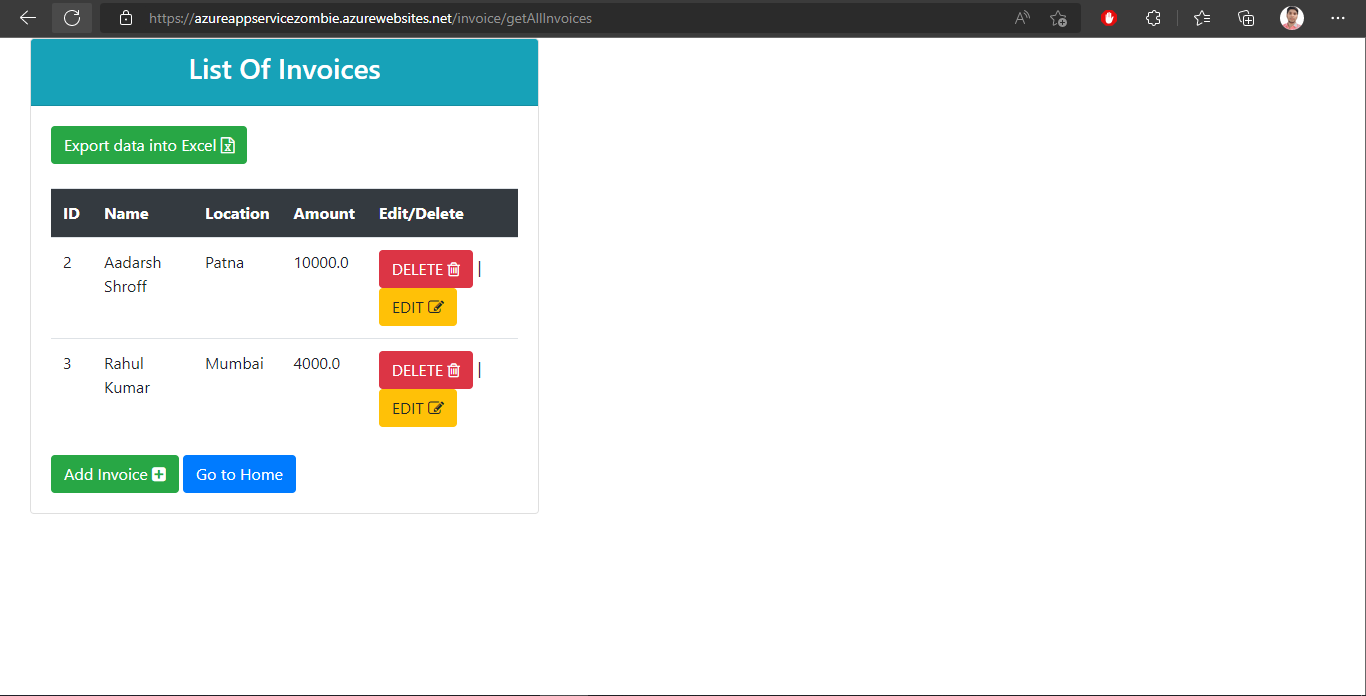 https://azureappservicezombie.azurewebsites.net/invoice/getAllInvoices
List Of Invoices
Export data into Excel
ID Name Location Amount Edit/Delete
2 Aadarsh Patna 10000.0 DELETE |
Shroff EDIT
3 Rahul Mumbai 4000.0 DELETE |
Kumar EDIT
Add Invoice Go to Home